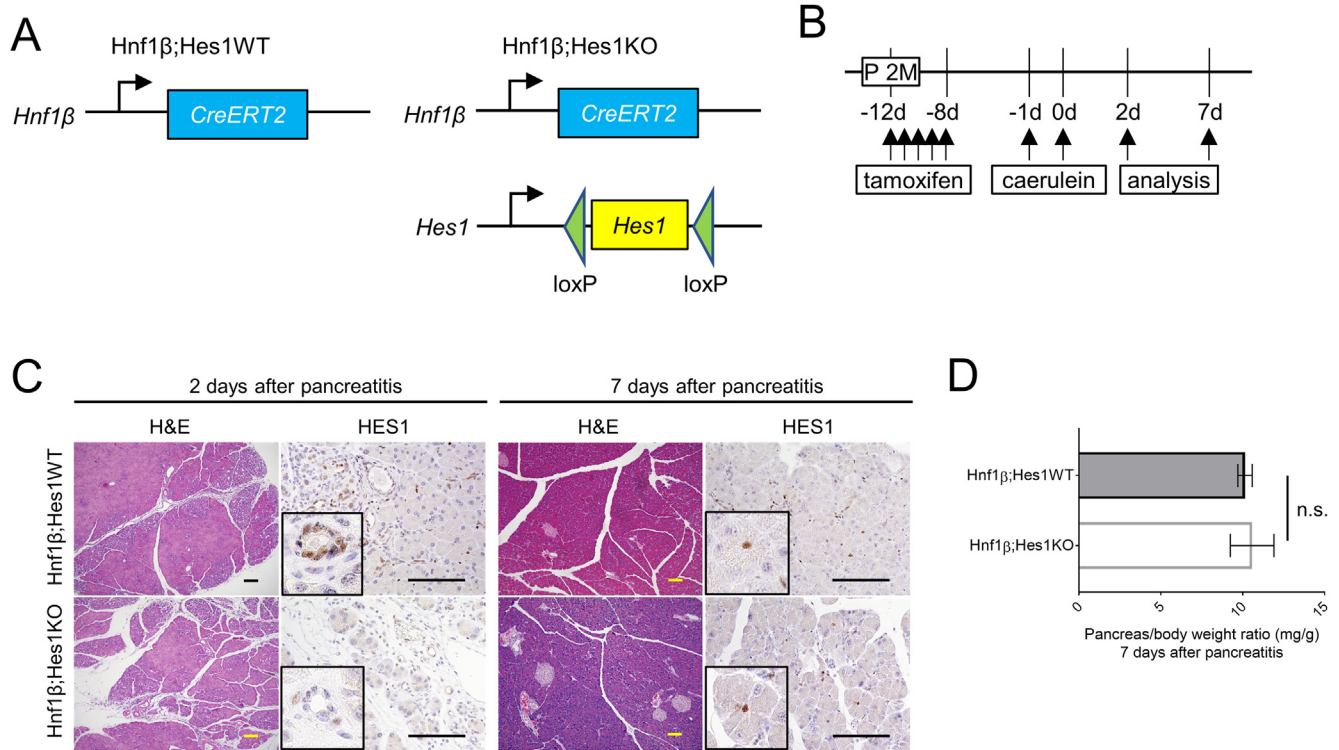 A
Hnf1β;Hes1WT
Hnf1β
CreERT2
Hnf1β;Hes1KO
Hnf1β
CreERT2
Hes1
Hes1
loxP
loxP
B
P 2M
-12d -8d -1d 0d 2d 7d
tamoxifen caerulein analysis
C
2 days after pancreatitis 7 days after pancreatitis
H&E HES1 H&E HES1
Hnf1β;Hes1WT
Hnf1β;Hes1KO
D
Hnf1β;Hes1WT
Hnf1β;Hes1KO
n.s.
0 5 10 15
Pancreas/body weight ratio (mg/g)
7 days after pancreatitis